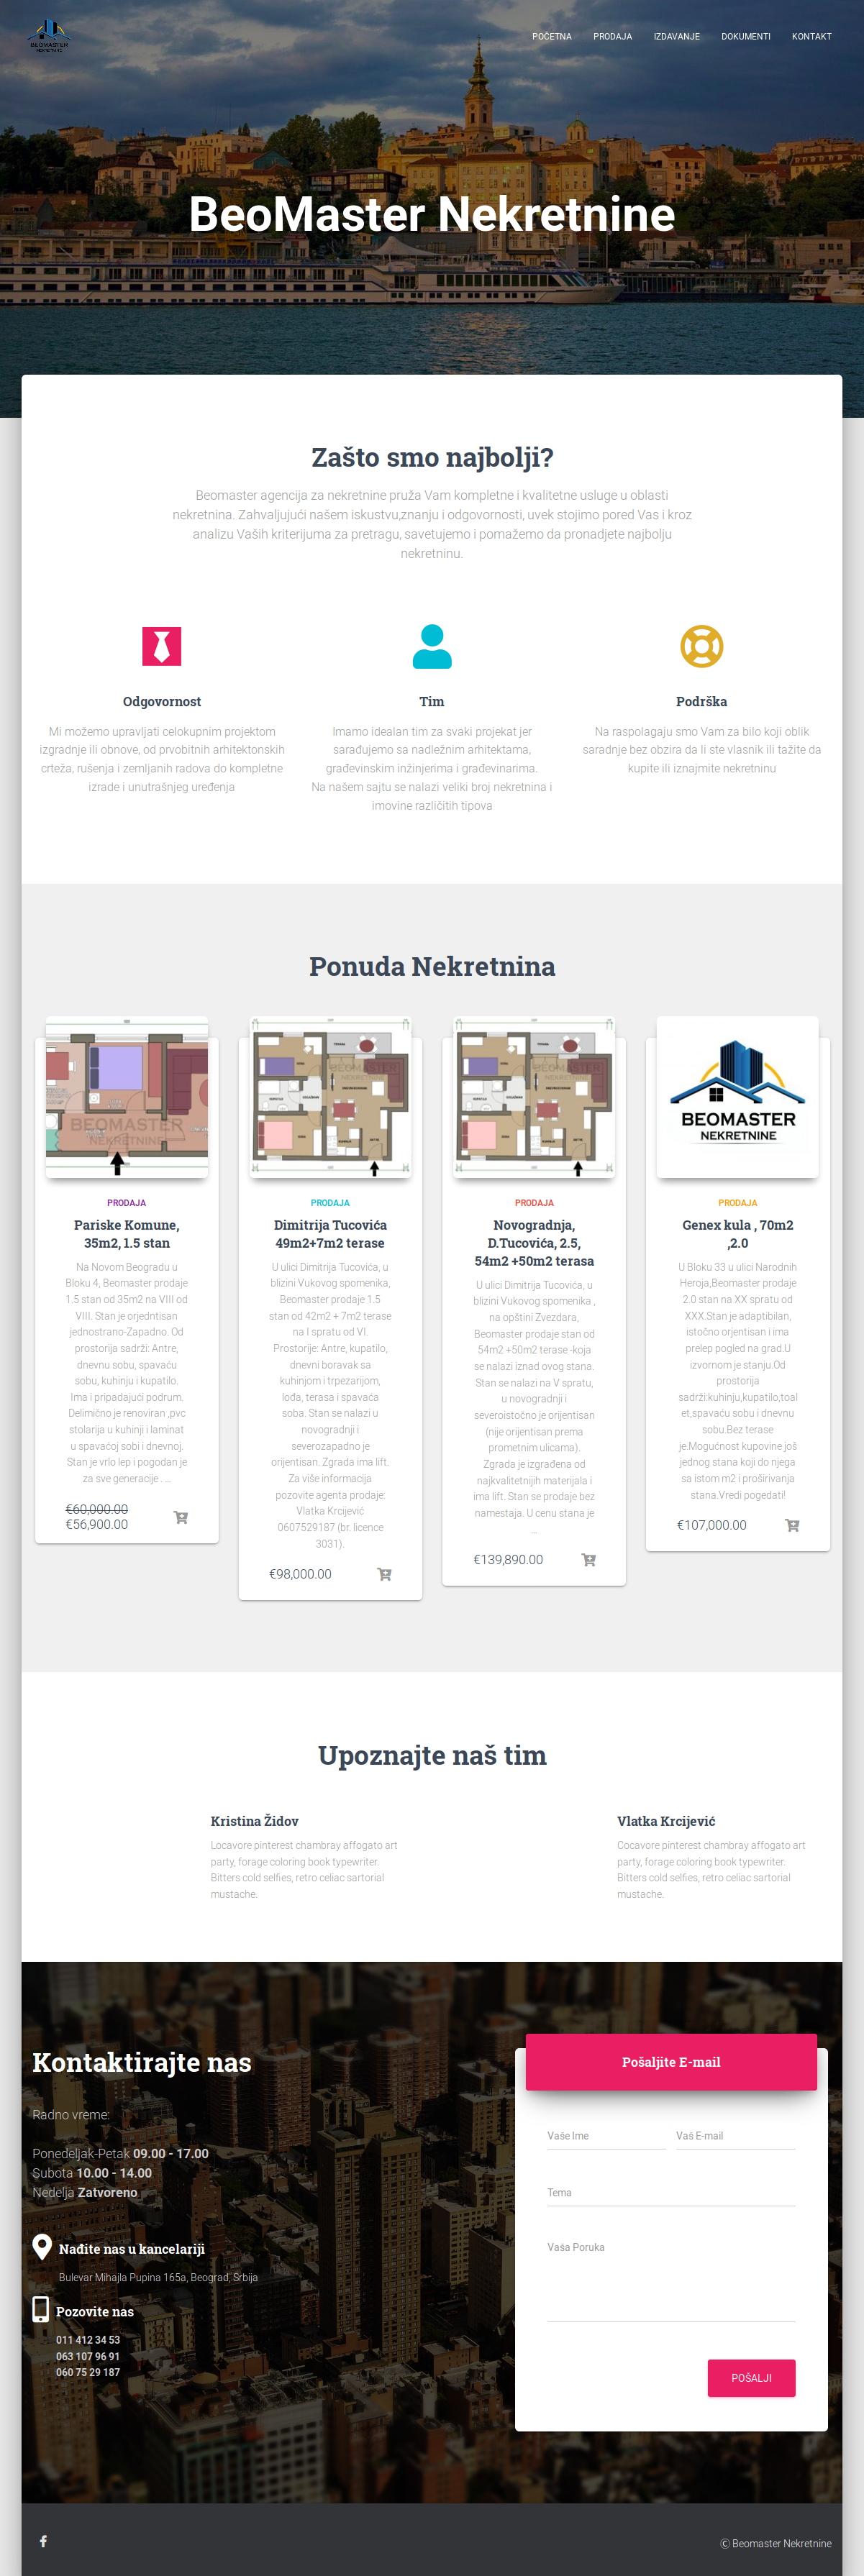 BEOMASTER
NEKRETNINE
POČETNA
PRODAJA
IZDAVANJE
DOKUMENTI
KONTAKT
BeoMaster Nekretnine
Zašto smo najbolji?
Beomaster agencija za nekretnine pruža Vam kompletne i kvalitetne usluge u oblasti
nekretnina. Zahvaljujući našem iskustvu,znanju i odgovornosti, uvek stojimo pored Vas i kroz
analizu Vaših kriterijuma za pretragu, savetujemo i pomažemo da pronadjete najbolju
nekretninu.
Odgovornost
Mi možemo upravljati celokupnim projektom
izgradnje ili obnove, od prvobitnih arhitektonskih
crteža, rušenja i zemljanih radova do kompletne
izrade i unutrašnjeg uređenja
Tim
Imamo idealan tim za svaki projekat jer
sarađujemo sa nadležnim arhitektama,
građevinskim inžinjerima i građevinarima.
Na našem sajtu se nalazi veliki broj nekretnina i
imovine različitih tipova
Podrška
Na raspolagaju smo Vam za bilo koji oblik
saradnje bez obzira da li ste vlasnik ili tažite da
kupite ili iznajmite nekretninu
Ponuda Nekretnina
BEOMASTER
NEKRETNINE
PRODAJA
Pariske Komune,
35m2, 1.5 stan
Na Novom Beogradu u
Bloku 4, Beomaster prodaje
1.5 stan od 35m2 na VIII od
VIII. Stan je orjedntisan
jednostrano-Zapadno. Od
prostorija sadrži: Antre,
dnevnu sobu, spavaću
sobu, kuhinju i kupatilo.
Ima i pripadajući podrum.
Delimično je renoviran ,pvc
stolarija u kuhinji i laminat
u spavaćoj sobi i dnevnoj.
Stan je vrlo lep i pogodan je
za sve generacije . ...
€60,000.00
€56,900.00
PRODAJA
Dimitrija Tucovića
49m2+7m2 terase
U ulici Dimitrija Tucovića, u
blizini Vukovog spomenika,
Beomaster prodaje 1.5
stan od 42m2 + 7m2 terase
na I spratu od VI.
Prostorije: Antre, kupatilo,
dnevni boravak sa
kuhinjom i trpezarijom,
lođa, terasa i spavaća
soba. Stan se nalazi u
novogradnji i
severozapadno je
orijentisan. Zgrada ima lift.
Za više informacija
pozovite agenta prodaje:
Vlatka Krcijević
0607529187 (br. licence
3031).
€98,000.00
PRODAJA
Novogradnja,
D.Tucovića, 2.5,
54m2 +50m2 terasa
U ulici Dimitrija Tucovića, u
blizini Vukovog spomenika ,
na opštini Zvezdara,
Beomaster prodaje stan od
54m2 +50m2 terase -koja
se nalazi iznad ovog stana.
Stan se nalazi na V spratu,
u novogradnji i
severoistočno je orijentisan
(nije orijentisan prema
prometnim ulicama).
Zgrada je izgrađena od
najkvalitetnijih materijala i
ima lift. Stan se prodaje bez
namestaja. U cenu stana je
...
€139,890.00
BEOMASTER
NEKRETNINE
PRODAJA
Genex kula , 70m2
,2.0
U Bloku 33 u ulici Narodnih
Heroja,Beomaster prodaje
2.0 stan na XX spratu od
XXX.Stan je adaptibilan,
istočno orjentisan i ima
prelep pogled na grad.U
izvornom je stanju.Od
prostorija
sadrži:kuhinju,kupatilo,toal
et,spavaću sobu i dnevnu
sobu.Bez terase
je.Mogućnost kupovine još
jednog stana koji do njega
sa istom m2 i proširivanja
stana.Vredi pogedati!
€107,000.00
Upoznajte naš tim
Kristina Židov
Locavore pinterest chambray affogato art
party, forage coloring book typewriter.
Bitters cold selfies, retro celiac sartorial
mustache.
Vlatka Krcijević
Cocavore pinterest chambray affogato art
party, forage coloring book typewriter.
Bitters cold selfies, retro celiac sartorial
mustache.
Kontaktirajte nas
Radno vreme:
Ponedeljak-Petak 09.00 - 17.00
Subota 10.00 - 14.00
Nedelja Zatvoreno
Nađite nas u kancelariji
Bulevar Mihajla Pupina 165a, Beograd, Srbija
Pozovite nas
011 412 34 53
063 107 96 91
060 75 29 187
Pošaljite E-mail
Vaše Ime
Vaš E-mail
Tema
Vaša Poruka
POŠALJI
Ⓒ Beomaster Nekretnine